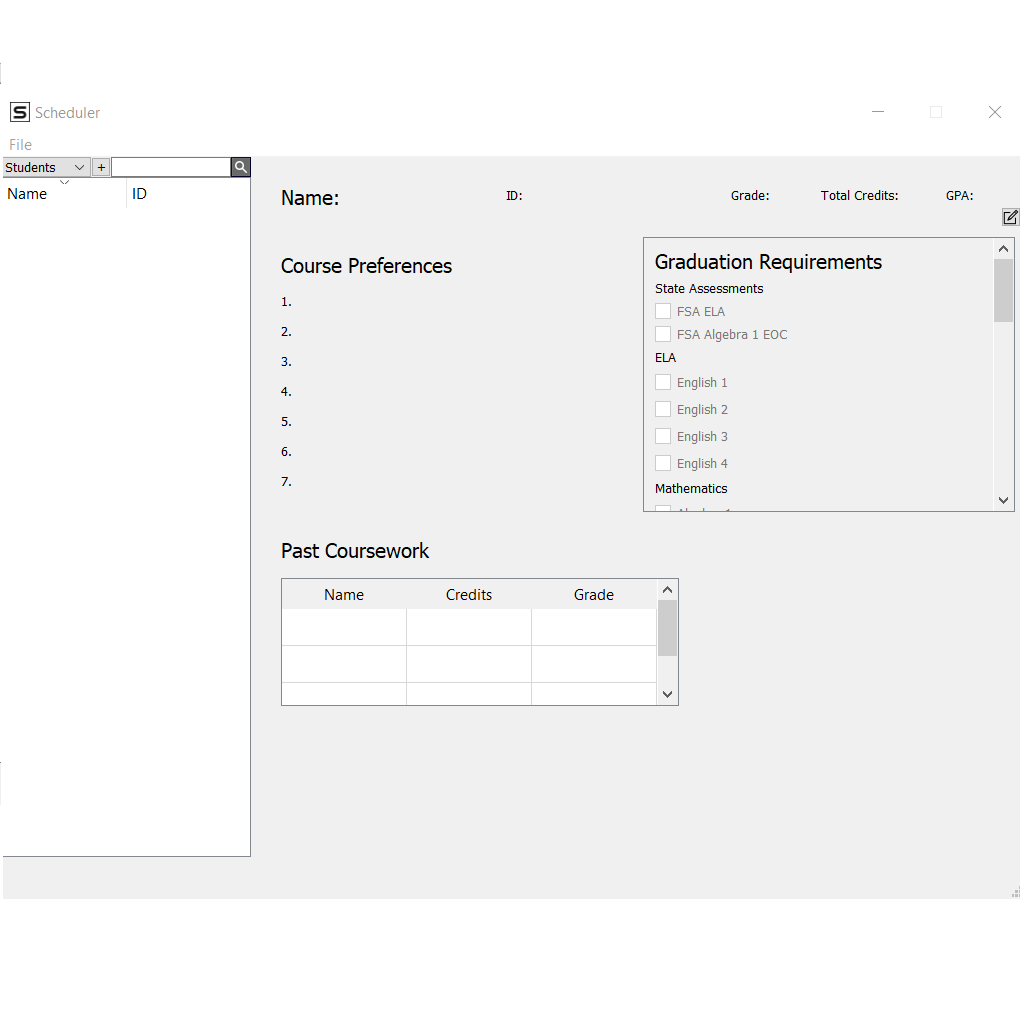 S Scheduler
File
Students +
Name ID
Name: ID: Grade: Total Credits: GPA:
Course Preferences
1.
2.
3.
4.
5.
6.
7.
Graduation Requirements
State Assessments
FSA ELA
FSA Algebra 1 EOC
ELA
English 1
English 2
English 3
English 4
Mathematics
Past Coursework
Name Credits Grade